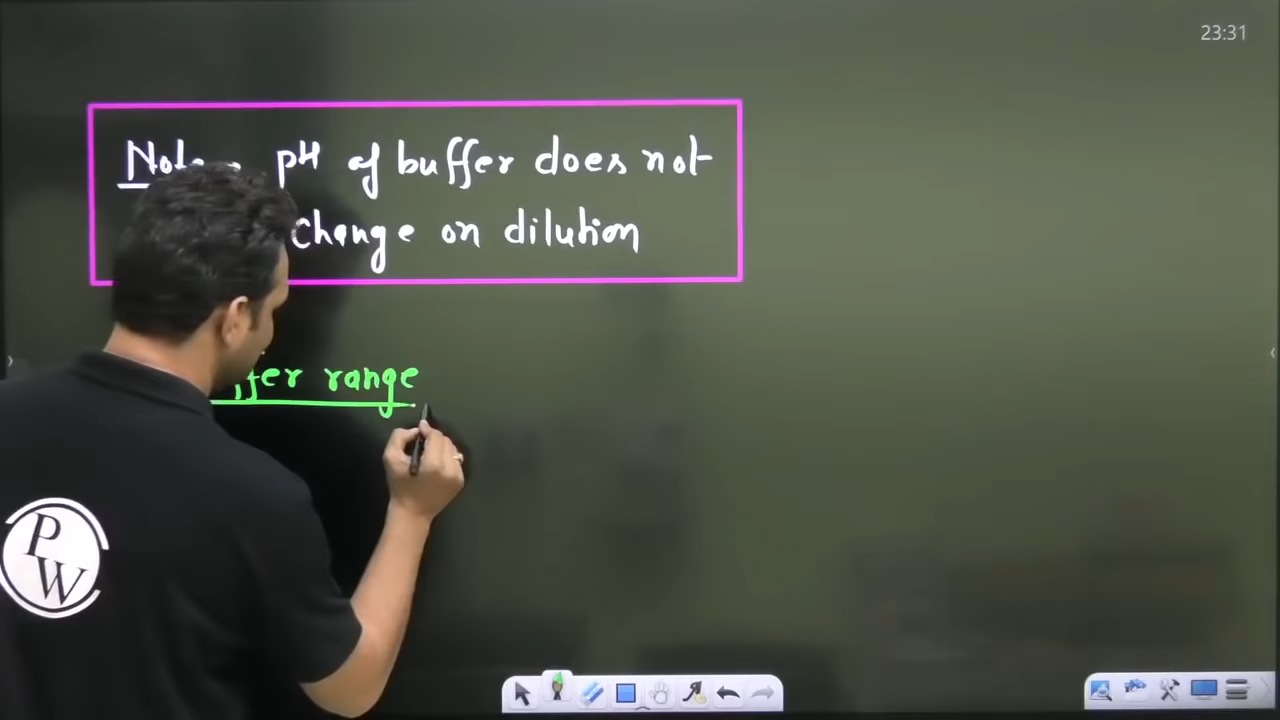 23:31
pH of buffer does not
change on dilution
range
P
W